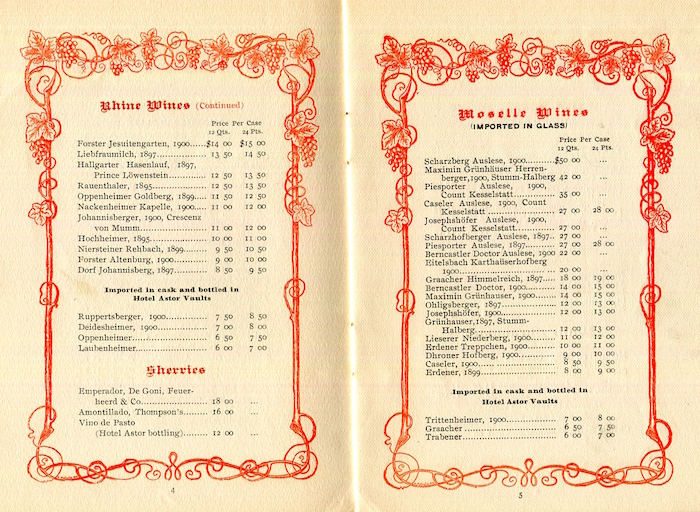 Rhine Wines (Continued)
Price Per Case
12 Qts. 24 Pts.
Forster Jesuitengarten, 1900......$14 00 $15 00
Liebfraumilch, 1897............... 13 50 14 50
Hallgarter Hasenlauf, 1897,
Prince Löwenstein............ 12 50 13 50
Rauenthaler, 1895................. 12 50 13 50
Oppenheimer Goldberg, 1899.... 11 50 12 50
Nackenheimer Kapelle, 1900..... 11 00 12 00
Johannisberger, 1900, Crescenz
von Mumm.................... 11 00 12 00
Hochheimer, 1895................. 10 00 11 00
Niersteiner Rehbach, 1899........ 9 50 10 50
Forster Altenburg, 1900.......... 9 00 10 00
Dorf Johannisberg, 1897.......... 8 50 9 50
Imported in cask and bottled in
Hotel Astor Vaults
Ruppertsberger, 1900............. 7 50 8 50
Deidesheimer, 1900............... 7 00 8 00
Oppenheimer..................... 6 50 7 50
Laubenheimer.................... 6 00 7 00
Sherries
Emperador, De Goni, Feuer-
heerd & Co.................... 18 00 ...
Amontillado, Thompson's......... 16 00 ...
Vino de Pasto
(Hotel Astor bottling)........... 12 00 ...
4
Moselle Wines
(IMPORTED IN GLASS)
Price Per Case
12 Qts. 24 Pts.
Scharzberg Auslese, 1900..........$50 00 ...
Maximin Grünhäuser Herren-
berger, 1900, Stumm-Halberg 42 00 ...
Piesporter Auslese, 1900,
Count Kesselstatt............. 35 00 ...
Caseler Auslese, 1900, Count
Kesselstatt .................... 27 00 28 00
Josephshöfer Auslese, 1900,
Count Kesselstatt............. 27 00 ...
Scharzhofberger Auslese, 1897.. 27 00 ...
Piesporter Auslese, 1897......... 27 00 28 00
Berncastler Doctor Auslese 1900 22 00 ...
Eitelsbach Karthäuserhofberg
1900........................... 20 00 ...
Graacher Himmelreich, 1897..... 18 00 19 00
Berncastler Doctor, 1900......... 14 00 15 00
Maximin Grünhauser, 1900...... 14 00 15 00
Ohligsberger, 1897............... 12 00 13 00
Josephshöfer, 1900............... 12 00 13 00
Grünhauser, 1897, Stumm-
Halberg...................... 12 00 13 00
Lieserer Niederberg, 1900........ 11 00 12 00
Erdener Treppchen, 1900........ 10 00 11 00
Dhroner Hofberg, 1900.......... 9 00 10 00
Caseler, 1900.................... 8 50 9 50
Erdener, 1899.................... 8 00 9 00
Imported in cask and bottled in
Hotel Astor Vaults
Trittenheimer, 1900.............. 7 00 8 00
Graacher......................... 6 50 7 50
Trabener......................... 6 00 7 00
5